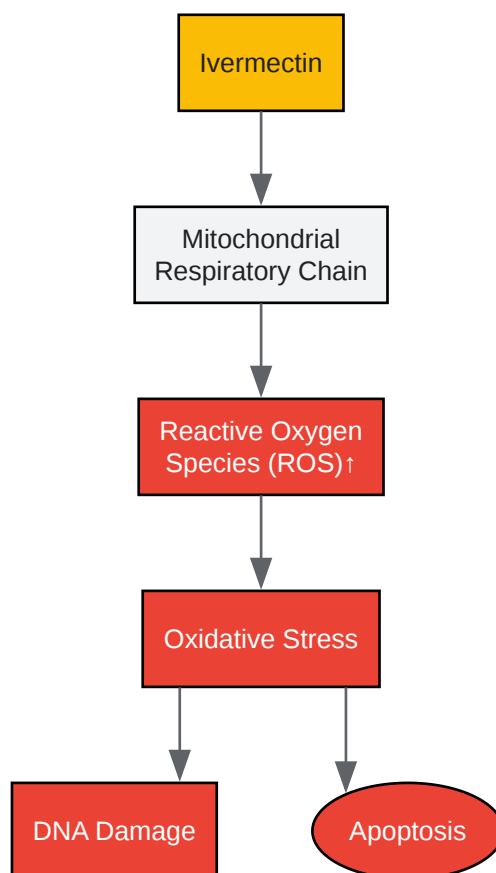 Ivermectin
Mitochondrial
Respiratory Chain
Reactive Oxygen
Species (ROS)↑
Oxidative Stress
DNA Damage
Apoptosis